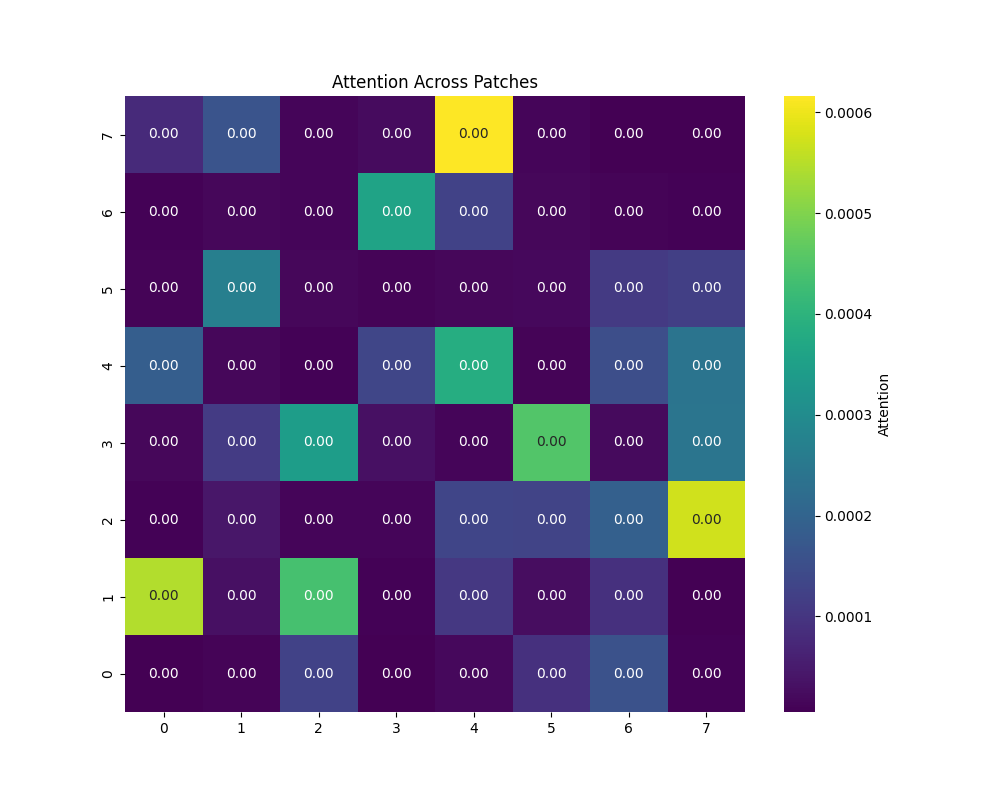 Attention Across Patches
7 0.00 0.00 0.00 0.00 0.00 0.00 0.00 0.00
6 0.00 0.00 0.00 0.00 0.00 0.00 0.00 0.00
5 0.00 0.00 0.00 0.00 0.00 0.00 0.00 0.00
4 0.00 0.00 0.00 0.00 0.00 0.00 0.00 0.00
3 0.00 0.00 0.00 0.00 0.00 0.00 0.00 0.00
2 0.00 0.00 0.00 0.00 0.00 0.00 0.00 0.00
1 0.00 0.00 0.00 0.00 0.00 0.00 0.00 0.00
0 0.00 0.00 0.00 0.00 0.00 0.00 0.00 0.00
0 1 2 3 4 5 6 7
0.0006
0.0005
0.0004
0.0003
0.0002
0.0001
Attention